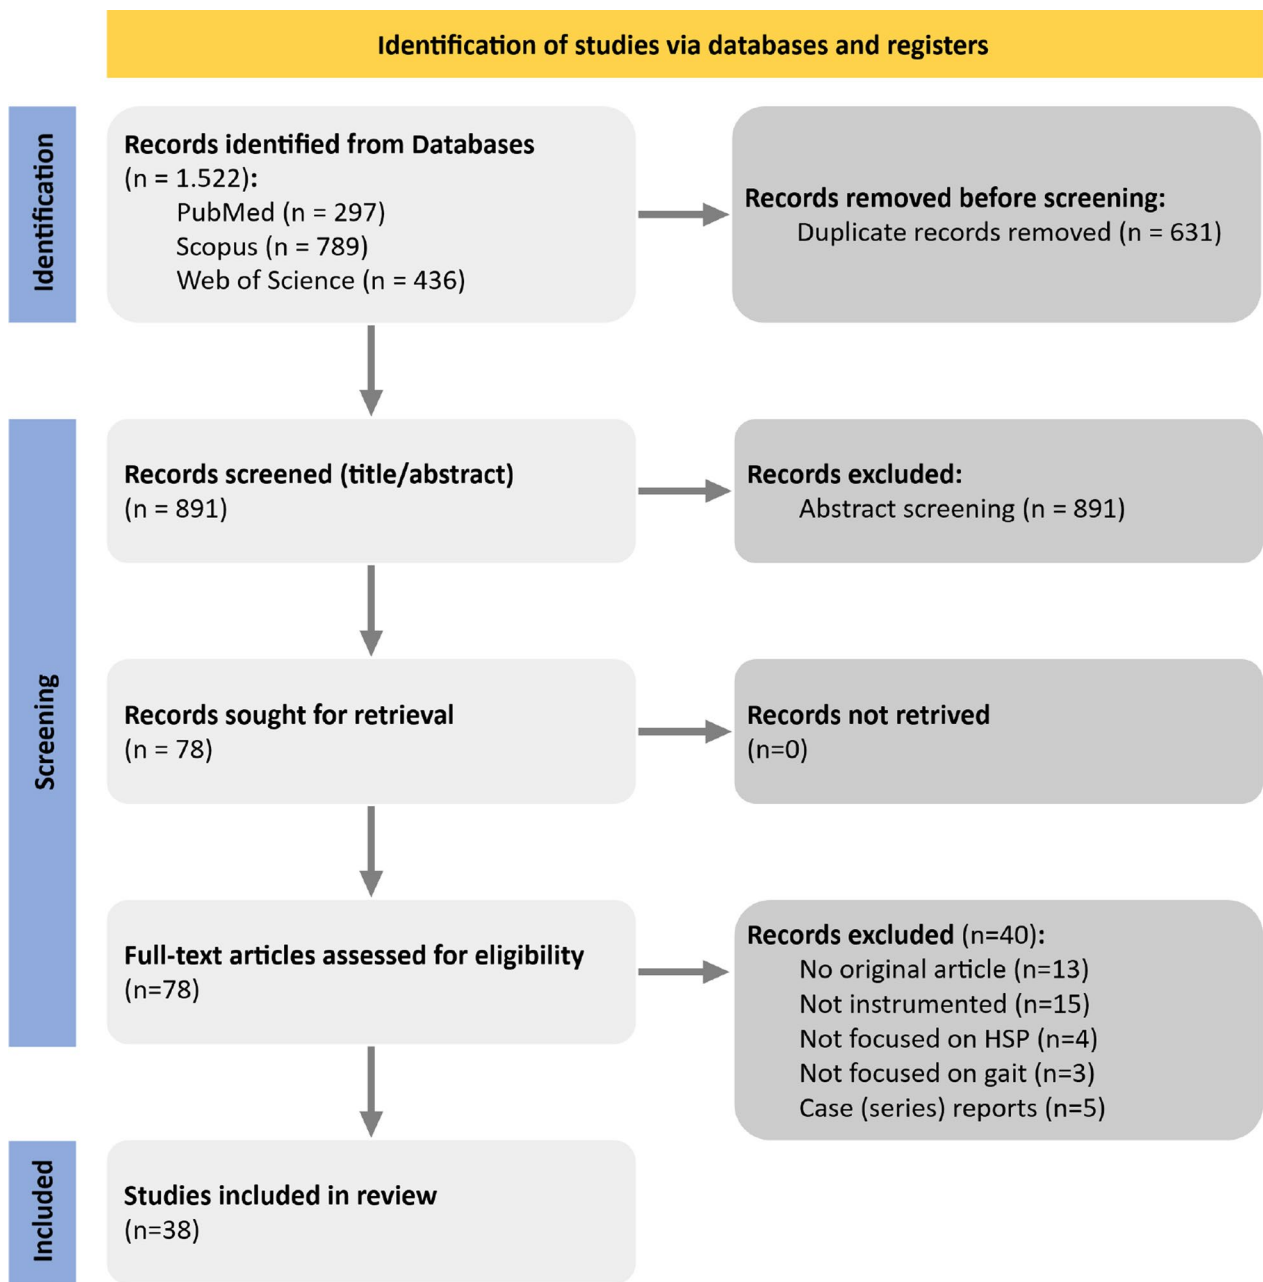 Identification of studies via databases and registers
Identification
Records identified from Databases
(n = 1.522):
PubMed (n = 297)
Scopus (n = 789)
Web of Science (n = 436)
Records removed before screening:
Duplicate records removed (n = 631)
Screening
Records screened (title/abstract)
(n = 891)
Records excluded:
Abstract screening (n = 891)
Records sought for retrieval
(n = 78)
Records not retrived
(n=0)
Full-text articles assessed for eligibility
(n=78)
Records excluded (n=40):
No original article (n=13)
Not instrumented (n=15)
Not focused on HSP (n=4)
Not focused on gait (n=3)
Case (series) reports (n=5)
Included
Studies included in review
(n=38)